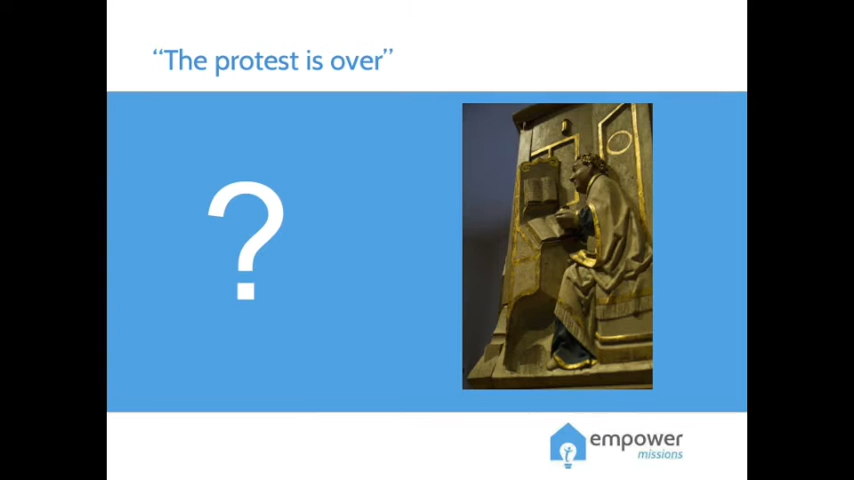 “The protest is over”
?
empower
missions